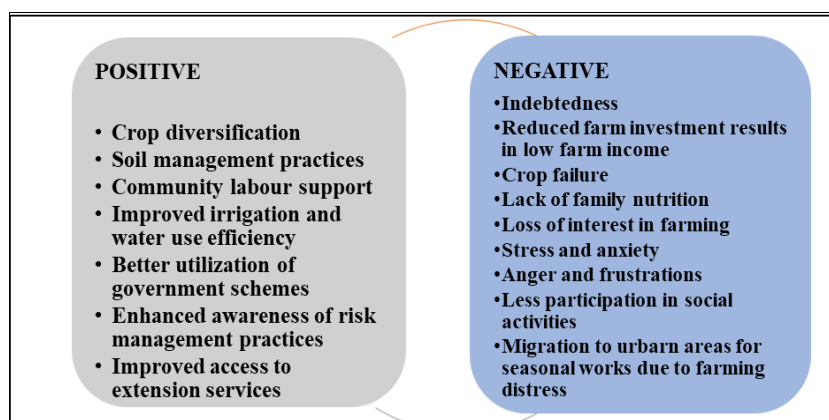 POSITIVE
• Crop diversification
• Soil management practices
• Community labour support
• Improved irrigation and
water use efficiency
• Better utilization of
government schemes
• Enhanced awareness of risk
management practices
• Improved access to
extension services
NEGATIVE
•Indebtedness
•Reduced farm investment results
in low farm income
•Crop failure
•Lack of family nutrition
•Loss of interest in farming
•Stress and anxiety
•Anger and frustrations
•Less participation in social
activities
•Migration to urbarn areas for
seasonal works due to farming
distress